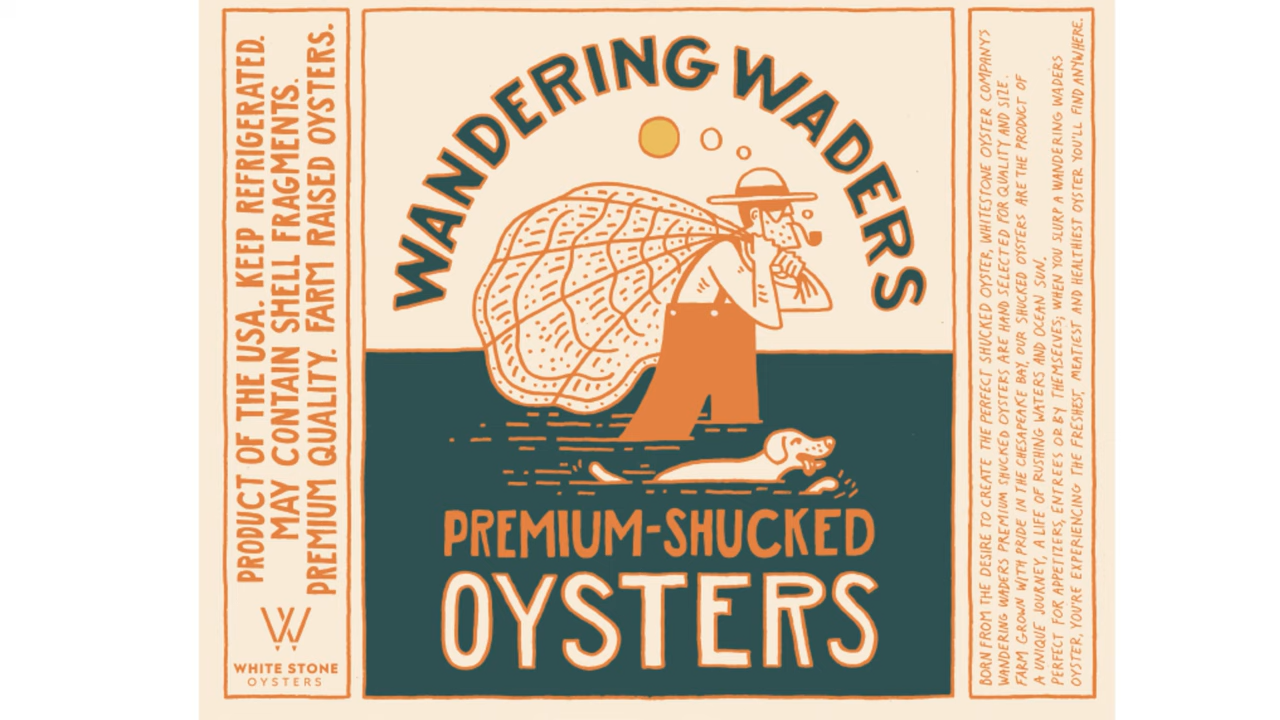 PRODUCT OF THE USA. KEEP REFRIGERATED.
MAY CONTAIN SHELL FRAGMENTS.
PREMIUM QUALITY. FARM RAISED OYSTERS.
WHITE STONE
OYSTERS
WANDERING WADERS
PREMIUM-SHUCKED
OYSTERS
BORN FROM THE DESIRE TO CREATE THE PERFECT SHUCKED OYSTER, WHITESTONE OYSTER COMPANY'S
WANDERING WADERS PREMIUM SHUCKED OYSTERS ARE HAND SELECTED FOR QUALITY AND SIZE.
FARM GROWN WITH PRIDE IN THE CHESAPEAKE BAY, OUR SHUCKED OYSTERS ARE THE PRODUCT OF
A UNIQUE JOURNEY, A LIFE OF RUSHING WATERS AND OCEAN SUN!
PERFECT FOR APPETIZERS, ENTREES OR BY THEMSELVES; WHEN YOU SLURP A WANDERING WADERS
OYSTER, YOU'RE EXPERIENCING THE FRESHEST, MEATIEST AND HEALTHIEST OYSTER YOU'LL FIND ANYWHERE.